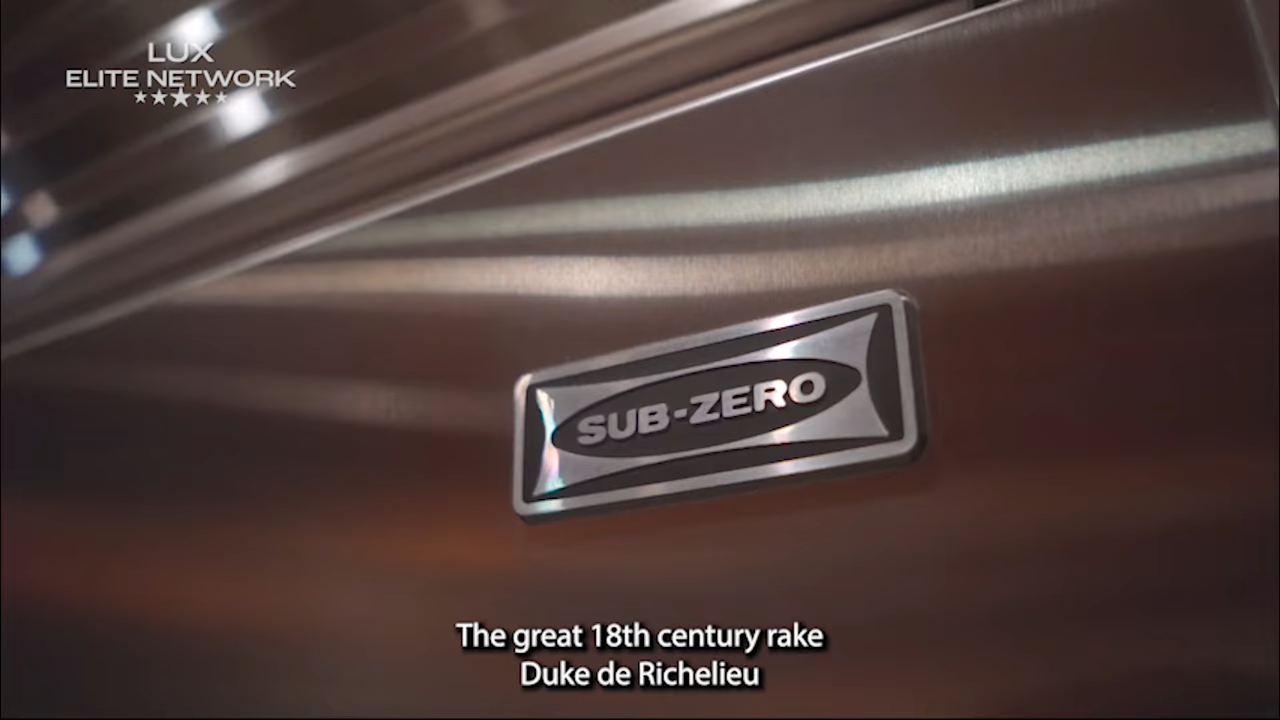 LUX
ELITE NETWORK
SUB-ZERO
The great 18th century rake
Duke de Richelieu